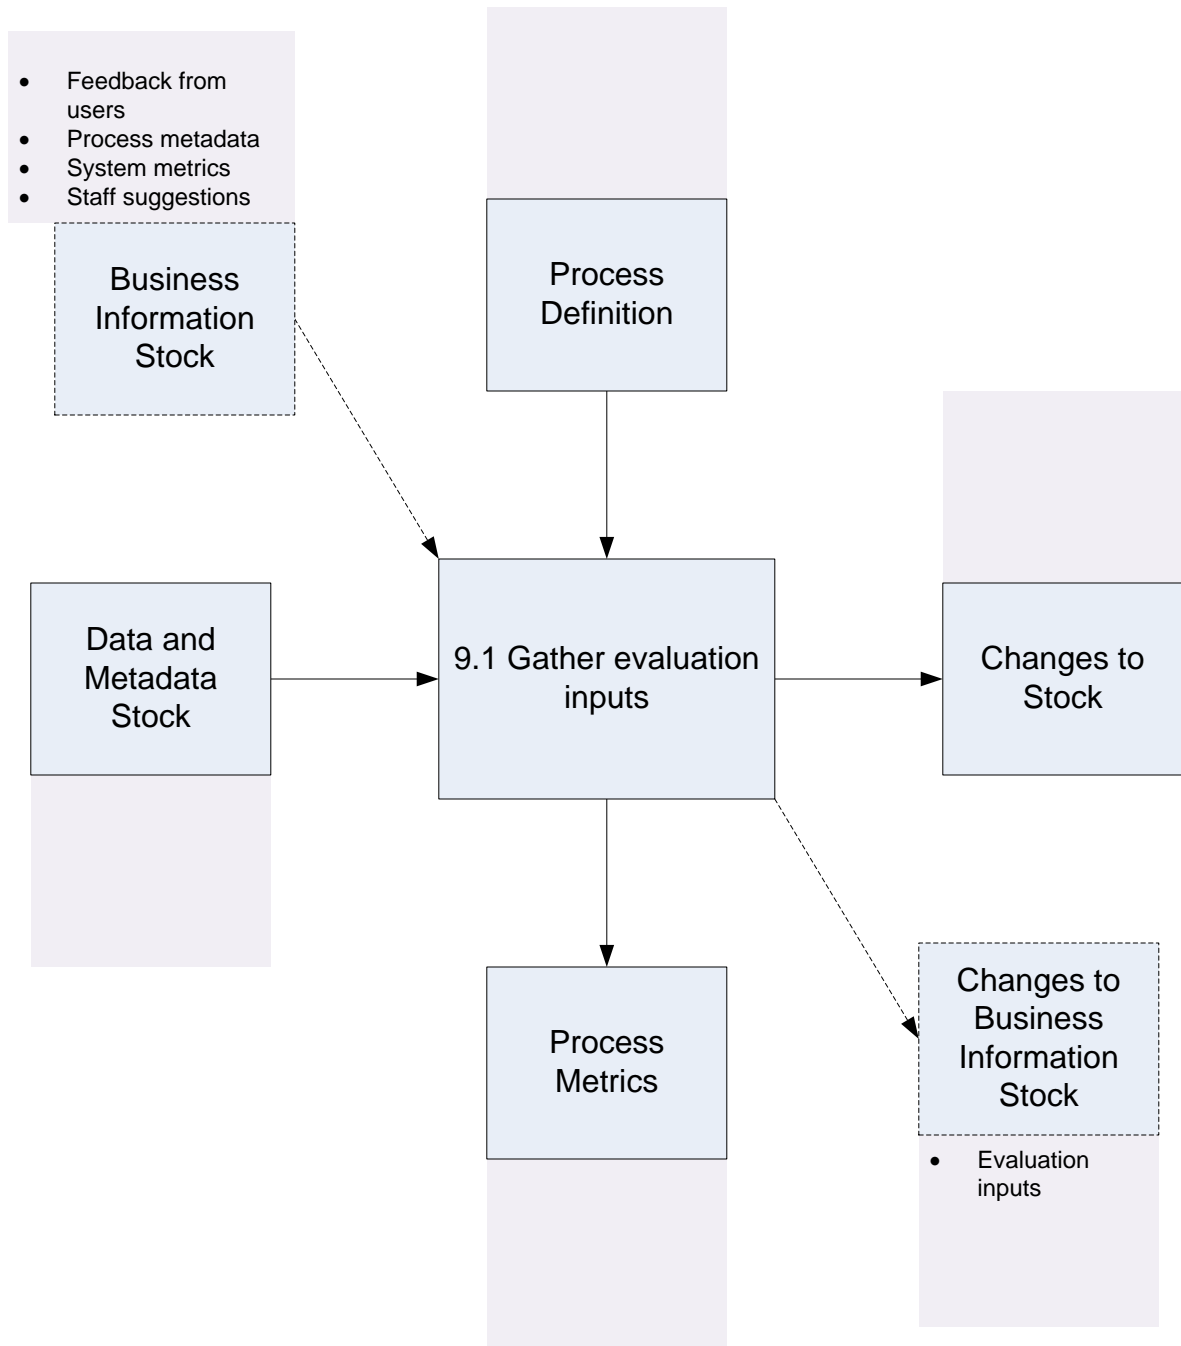 • Feedback from
users
• Process metadata
• System metrics
• Staff suggestions
Business
Information
Stock
Process
Definition
Data and
Metadata
Stock
9.1 Gather evaluation
inputs
Changes to
Stock
Process
Metrics
Changes to
Business
Information
Stock
• Evaluation
inputs